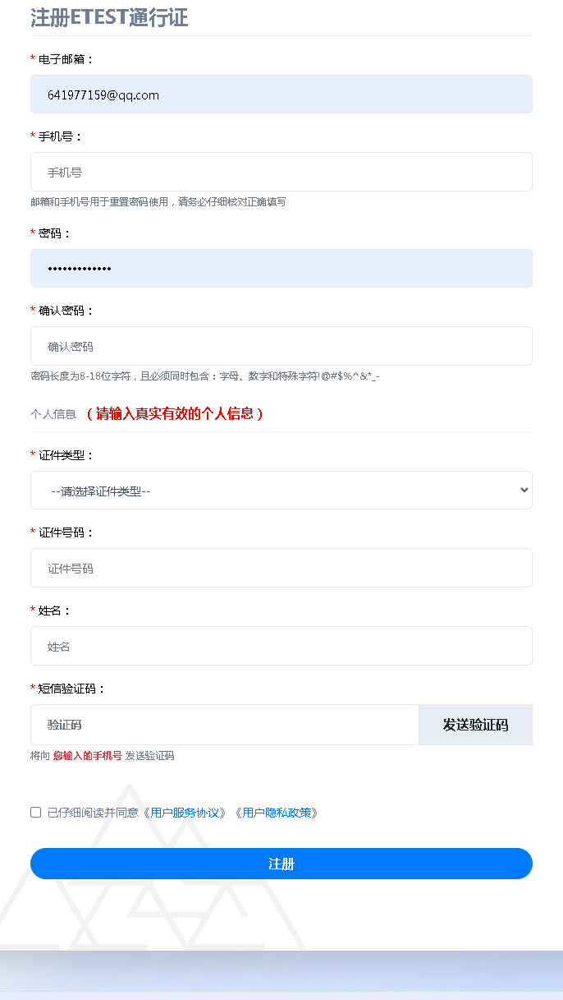 注册ETEST通行证
* 电子邮箱：
641977159@qq.com
* 手机号：
手机号
邮箱和手机号用于重置密码使用，请务必仔细核对正确填写
* 密码：
•••••••••••••
* 确认密码：
确认密码
密码长度为8-18位字符，且必须同时包含：字母、数字和特殊字符!@#$%^&*_-
个人信息 （请输入真实有效的个人信息）
* 证件类型：
--请选择证件类型--
* 证件号码：
证件号码
* 姓名：
姓名
* 短信验证码：
验证码 发送验证码
将向 您输入的手机号 发送验证码
已仔细阅读并同意《用户服务协议》《用户隐私政策》
注册